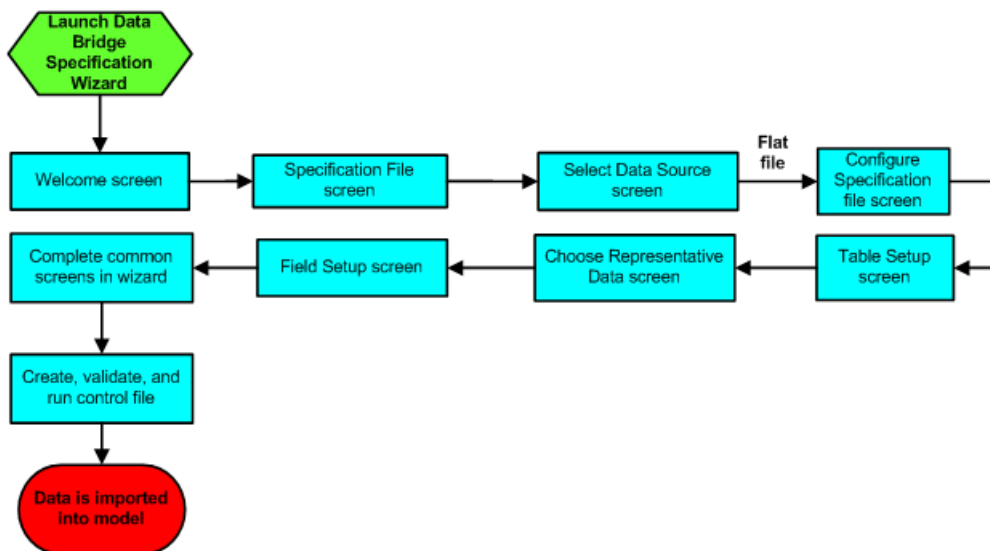 Launch Data
Bridge
Specification
Wizard
Welcome screen
Specification File
screen
Select Data Source
screen
Flat
file
Configure
Specification
file screen
Table Setup
screen
Choose Representative
Data screen
Field Setup screen
Complete common
screens in wizard
Create, validate, and
run control file
Data is imported
into model